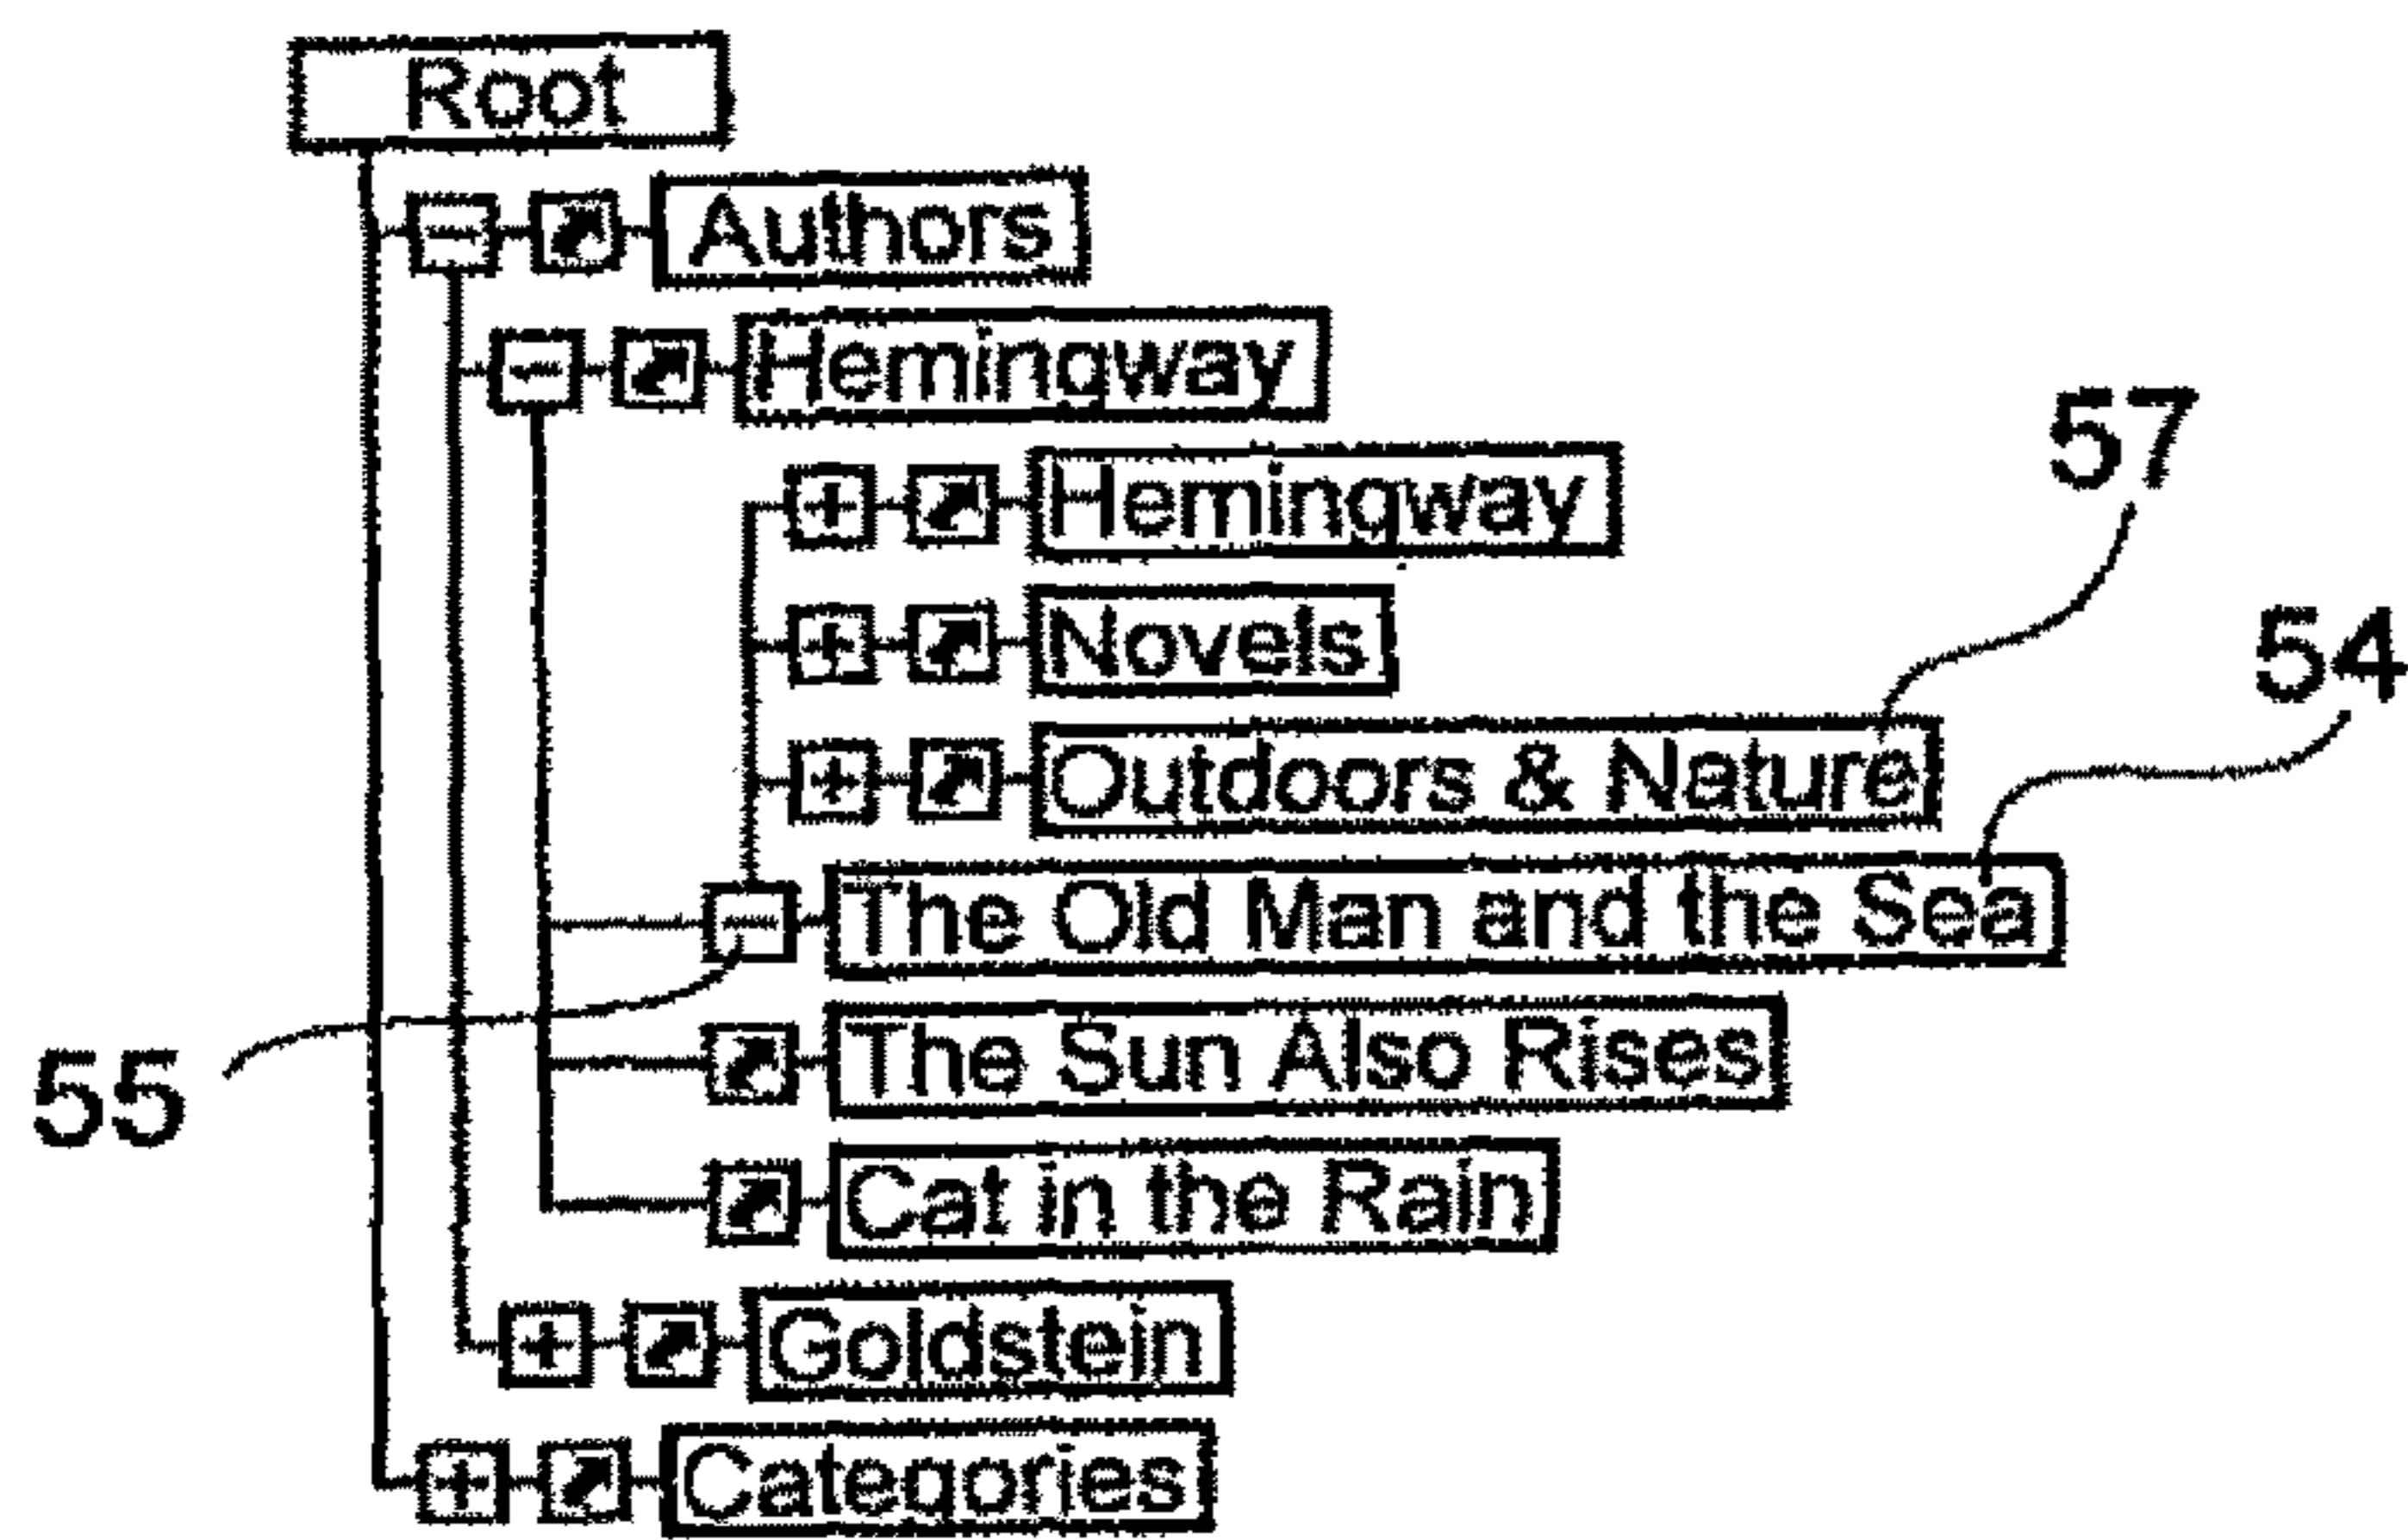 Root
Authors
Hemingway
Hemingway
57
Novels
54
Outdoors & Nature
The Old Man and the Sea
The Sun Also Rises
55
Cat in the Rain
Goldstein
Categories